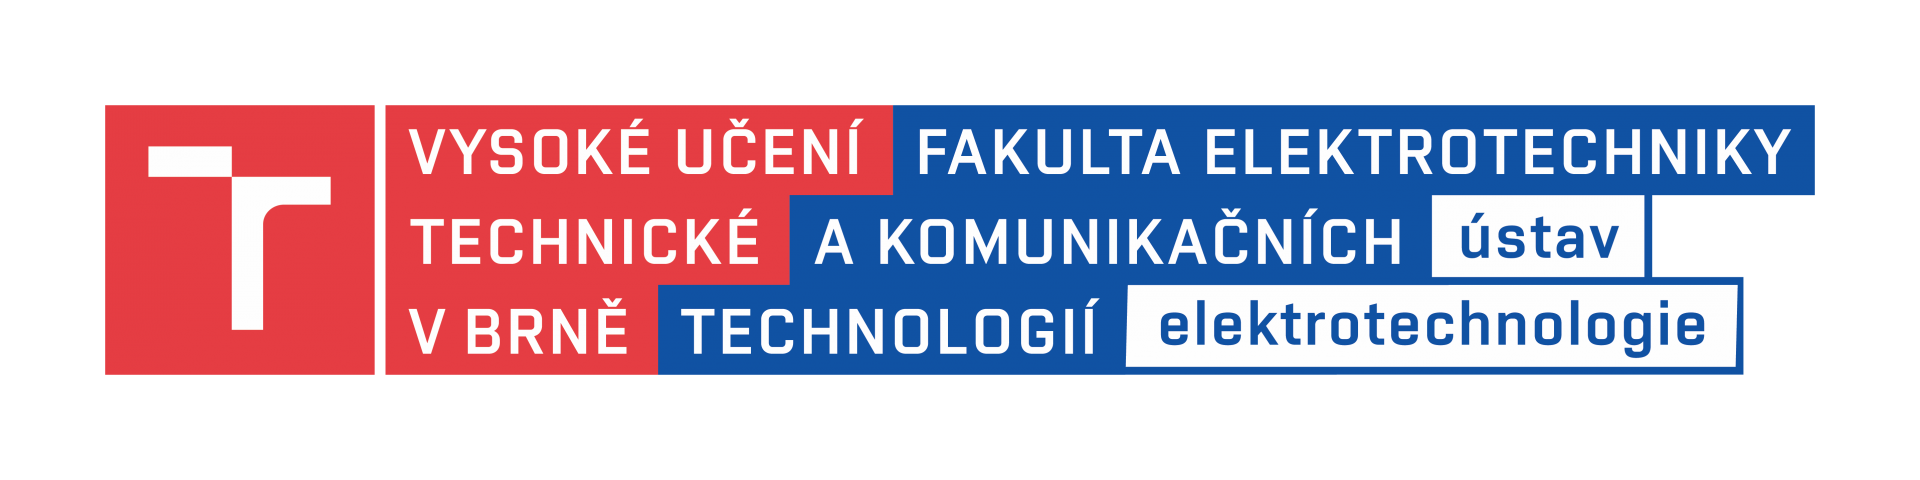 VYSOKÉ UČENÍ FAKULTA ELEKTROTECHNIKY
TECHNICKÉ A KOMUNIKAČNÍCH ústav
V BRNĚ TECHNOLOGIÍ elektrotechnologie